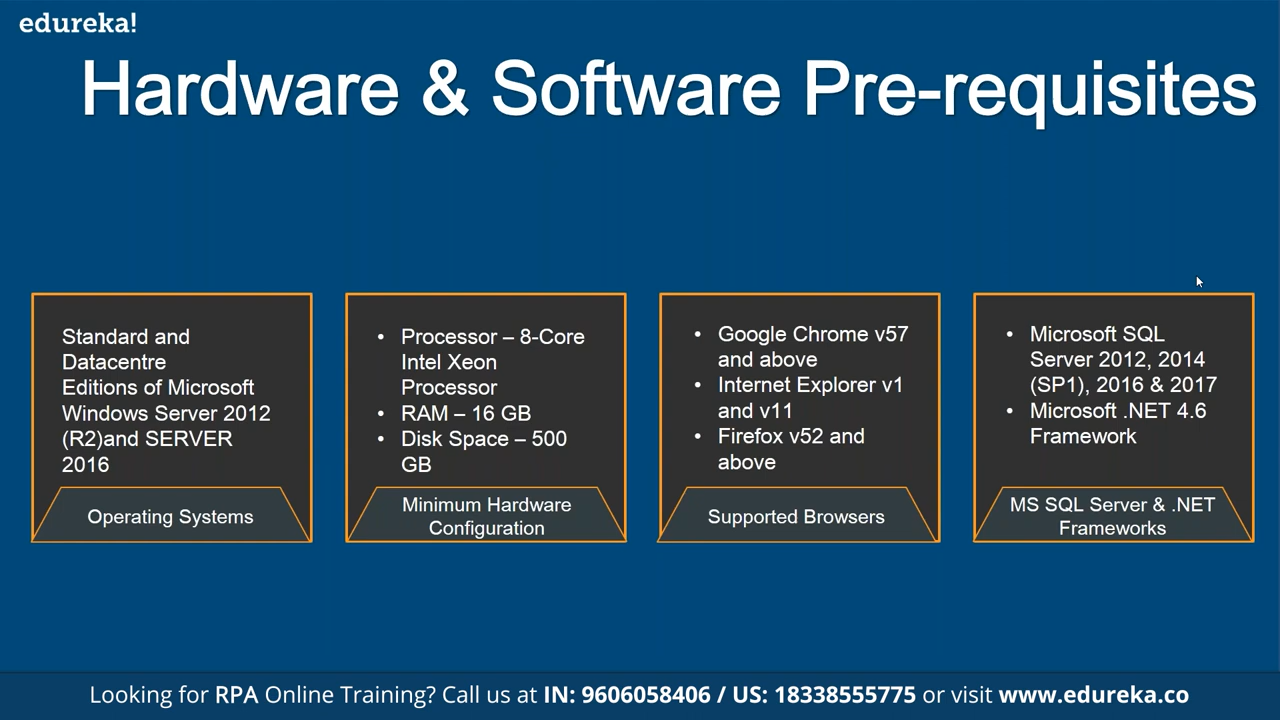 edureka!
Hardware & Software Pre-requisites
Standard and
Datacentre
Editions of Microsoft
Windows Server 2012
(R2)and SERVER
2016
Operating Systems
• Processor – 8-Core
Intel Xeon
Processor
• RAM – 16 GB
• Disk Space – 500
GB
Minimum Hardware
Configuration
• Google Chrome v57
and above
• Internet Explorer v1
and v11
• Firefox v52 and
above
Supported Browsers
• Microsoft SQL
Server 2012, 2014
(SP1), 2016 & 2017
• Microsoft .NET 4.6
Framework
MS SQL Server & .NET
Frameworks
Looking for RPA Online Training? Call us at IN: 9606058406 / US: 18338555775 or visit www.edureka.co